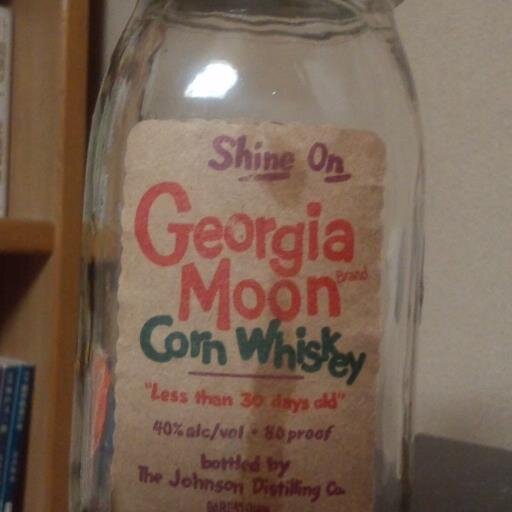 Shine On
Georgia
Moon
Brand
Corn Whiskey
"Less than 30 days old"
40% alc/vol • 80 proof
bottled by
The Johnson Distilling Co.